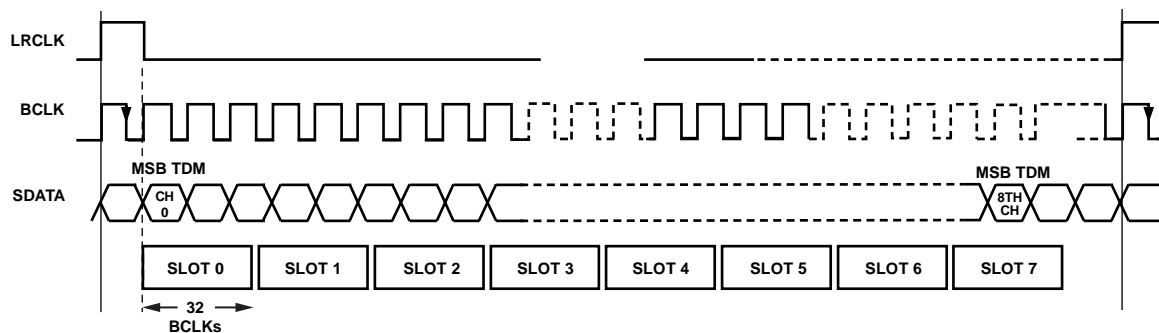 LRCLK
BCLK
MSB TDM
MSB TDM
SDATA
CH
0
8TH
CH
SLOT 0
SLOT 1
SLOT 2
SLOT 3
SLOT 4
SLOT 5
SLOT 6
SLOT 7
32
BCLKs